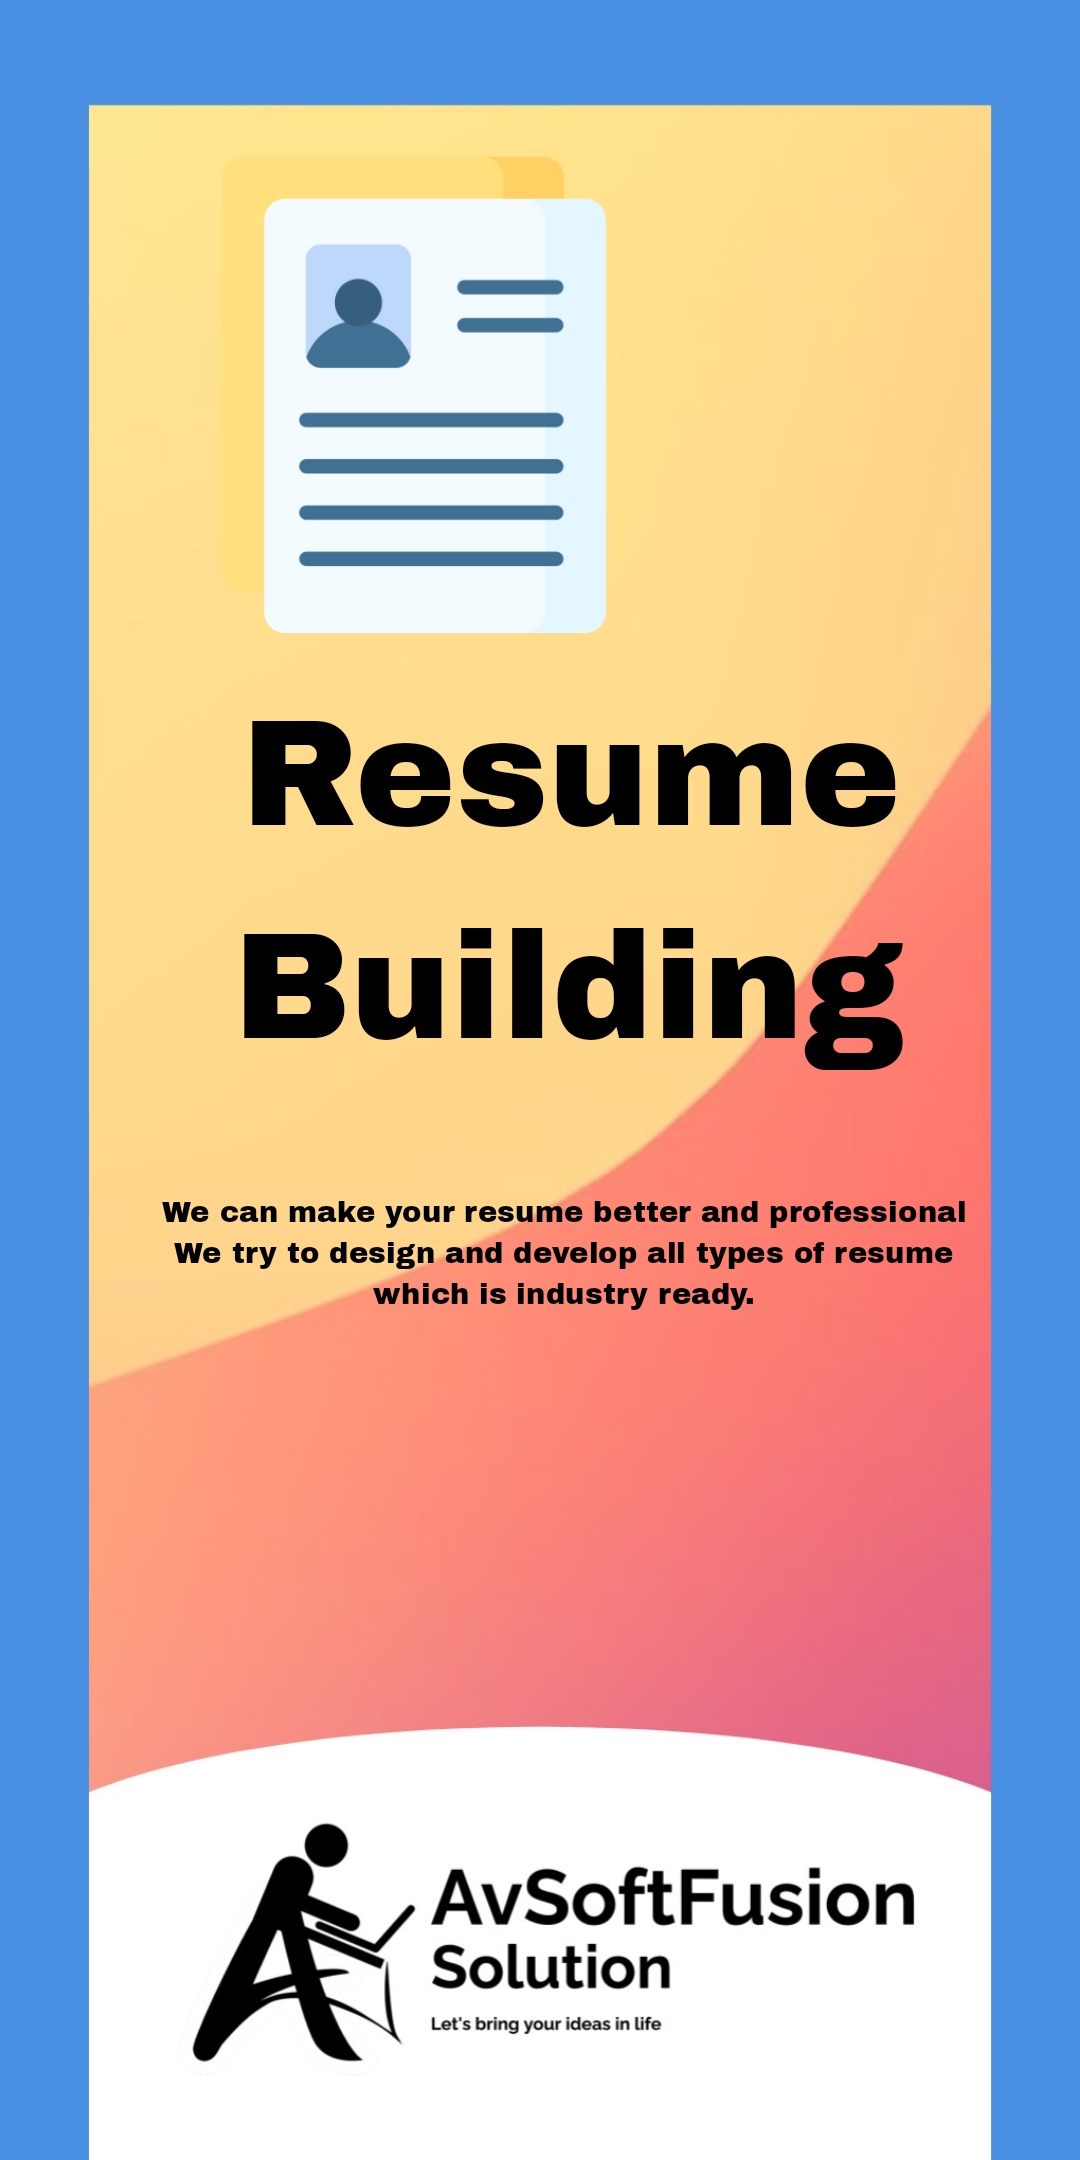 Resume
Building
We can make your resume better and professional
We try to design and develop all types of resume
which is industry ready.
AvSoftFusion
Solution
Let's bring your ideas in life